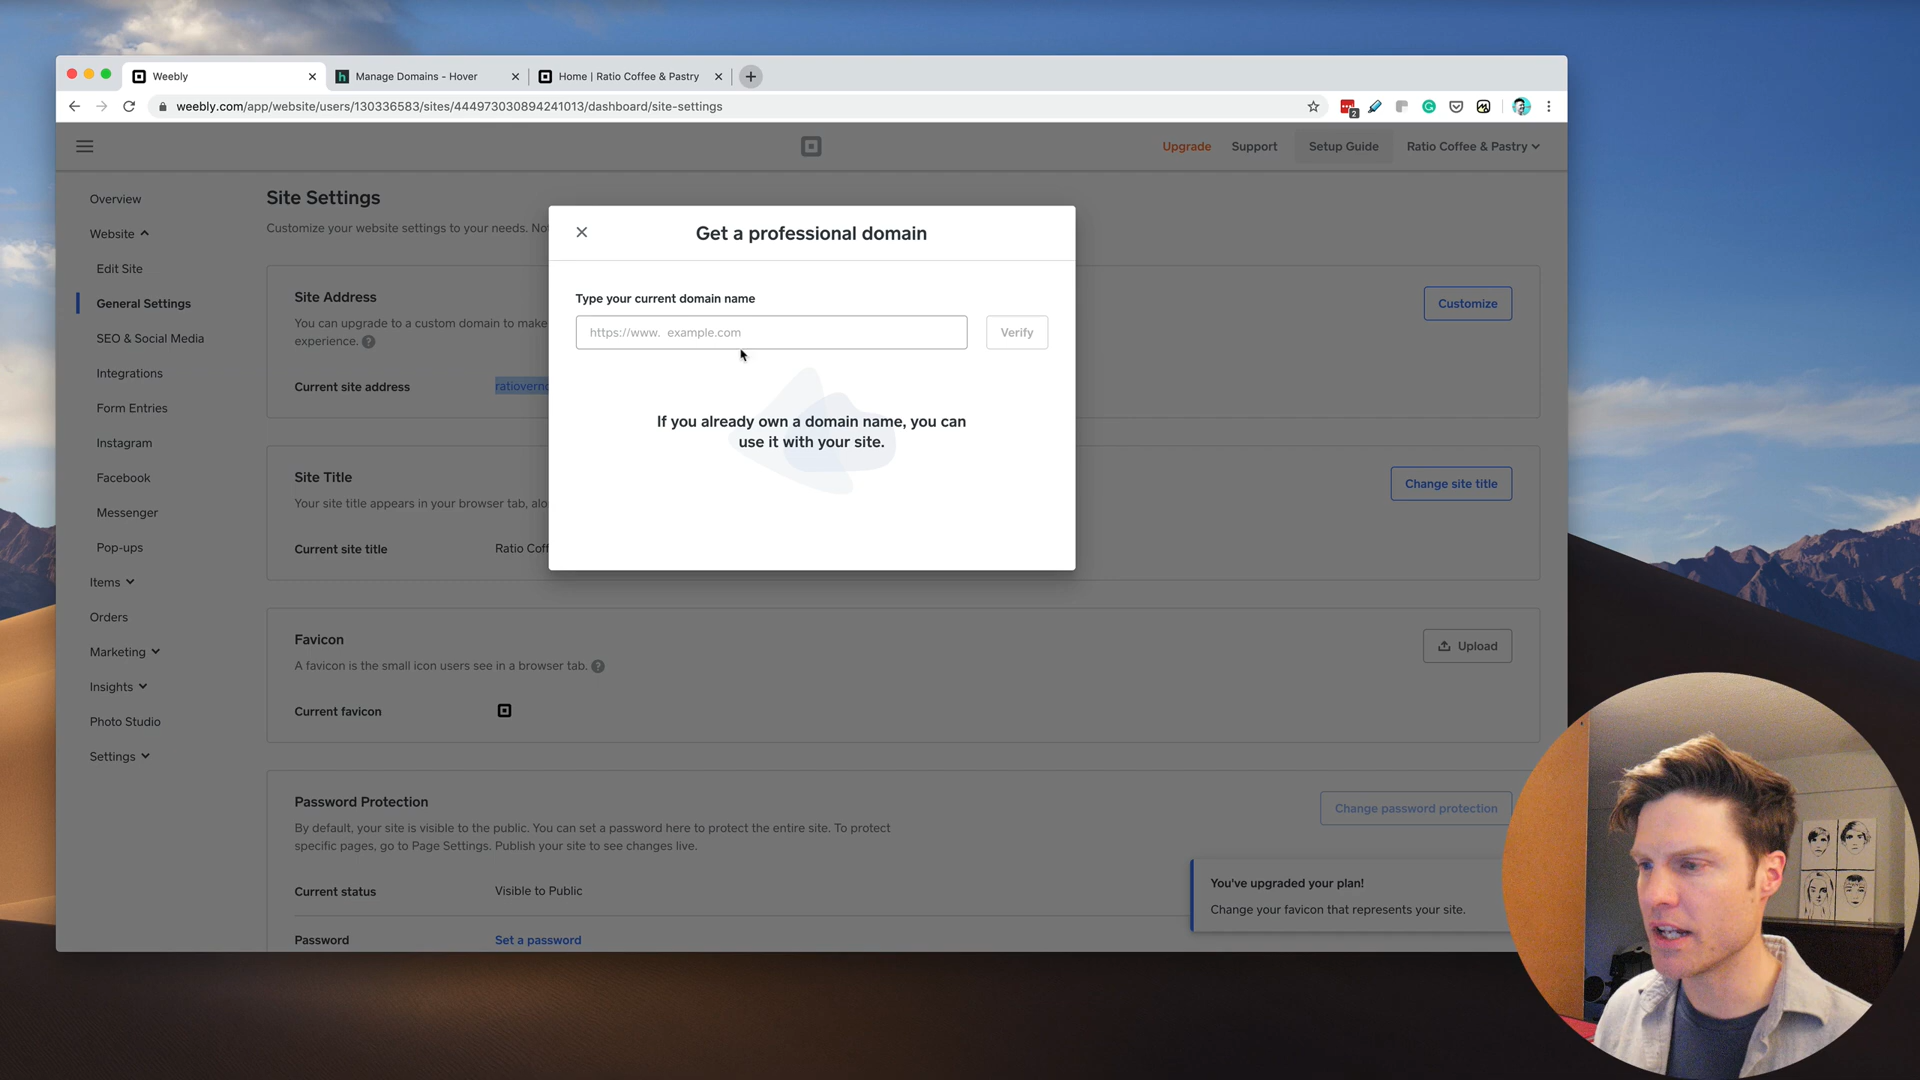 Weebly
Manage Domains - Hover
Home | Ratio Coffee & Pastry
weebly.com/app/website/users/130336583/sites/444973030894241013/dashboard/site-settings
2
Upgrade
Support
Setup Guide
Ratio Coffee & Pastry
Overview
Website
Edit Site
General Settings
SEO & Social Media
Integrations
Form Entries
Instagram
Facebook
Messenger
Pop-ups
Items
Orders
Marketing
Insights
Photo Studio
Settings
Site Settings
Customize your website settings to your needs.
Site Address
You can upgrade to a custom domain to make
experience. ?
Current site address
Customize
Site Title
Your site title appears in your browser tab,
Current site title Ratio
Change site title
Get a professional domain
Type your current domain name
https://www. example.com
Verify
If you already own a domain name, you can
use it with your site.
Favicon
A favicon is the small icon users see in a browser tab. ?
Current favicon
Upload
Password Protection
By default, your site is visible to the public. You can set a password here to protect the entire site. To protect
specific pages, go to Page Settings. Publish your site to see changes live.
Change password protection
Current status Visible to Public
Password Set a password
You've upgraded your plan!
Change your favicon that represents your site.